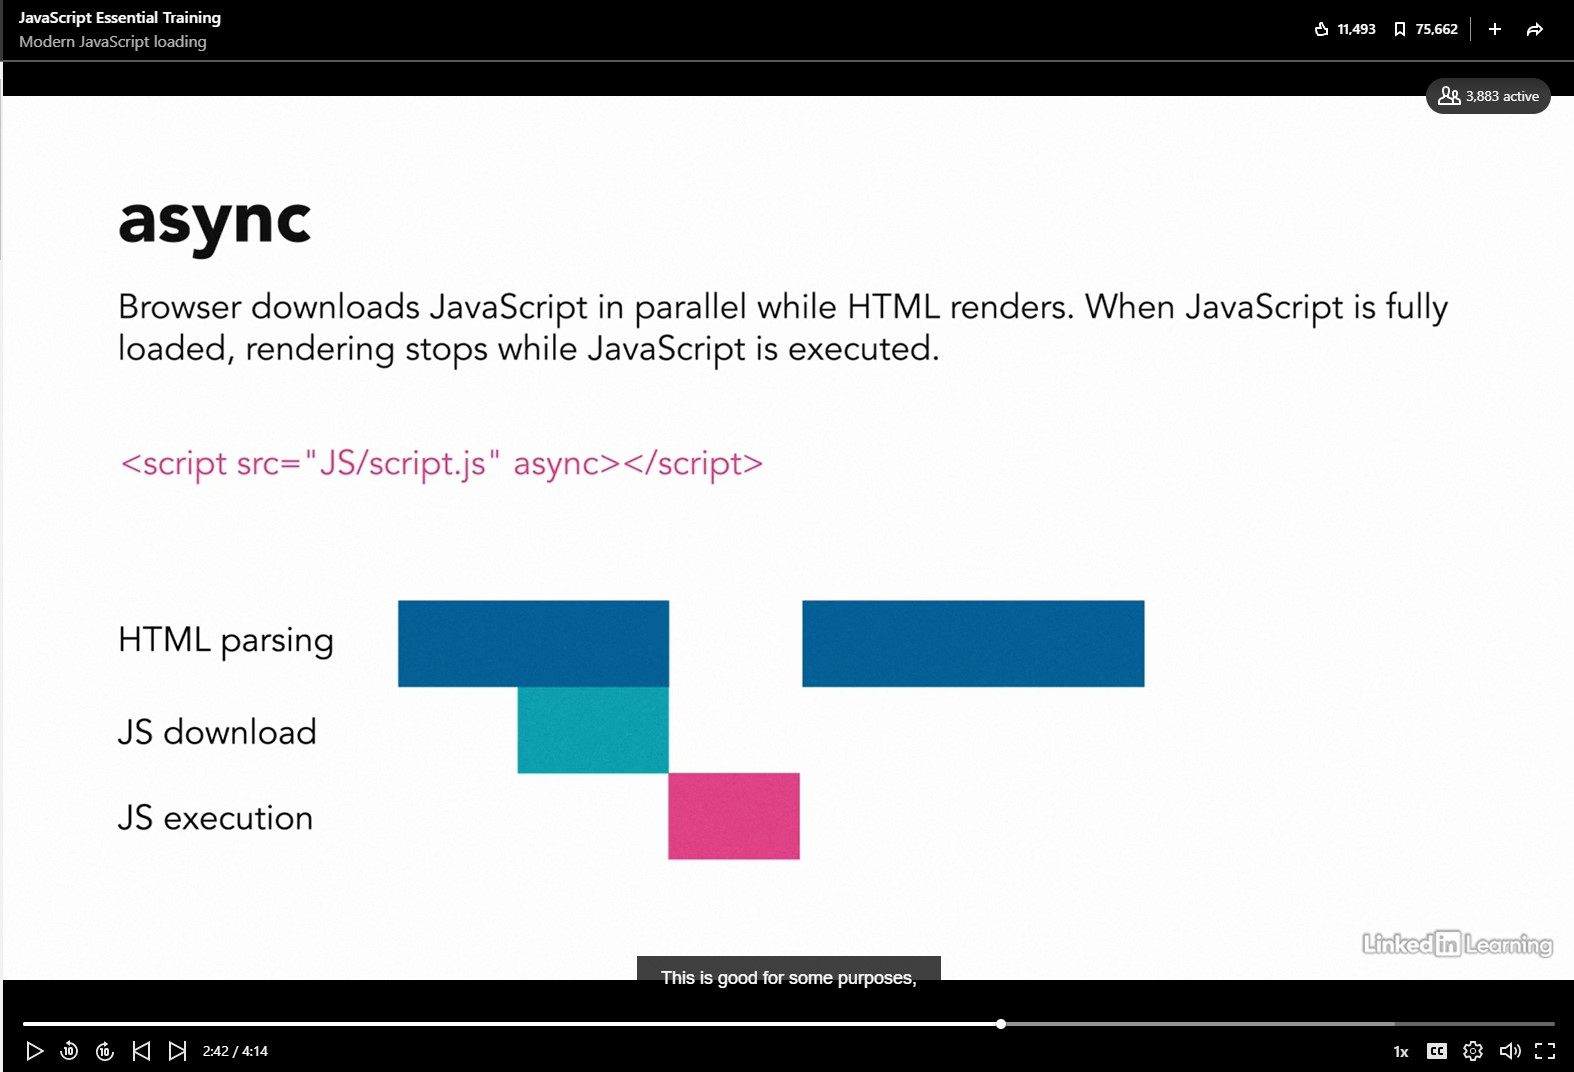 JavaScript Essential Training
Modern JavaScript loading
11,493
75,662
3,883 active
async
Browser downloads JavaScript in parallel while HTML renders. When JavaScript is fully
loaded, rendering stops while JavaScript is executed.
<script src="JS/script.js" async></script>
HTML parsing
JS download
JS execution
Linked in Learning
This is good for some purposes,
10
10
2:42 / 4:14
1x
CC